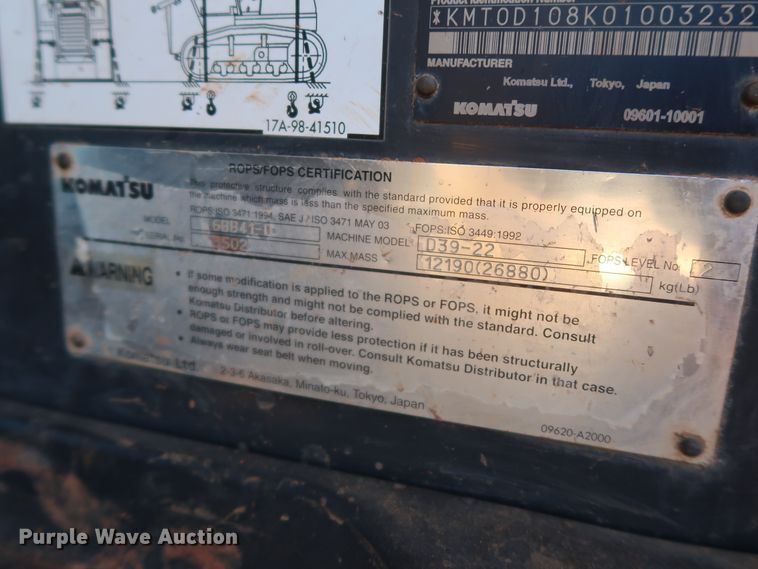 17A-98-41510
Product Identification Number
*KMT0D108K01003232
MANUFACTURER
Komatsu Ltd., Tokyo, Japan
KOMATSU 09601-10001
KOMATSU
ROPS/FOPS CERTIFICATION
This protective structure complies with the standard provided that it is properly equipped on
the machine which mass is less than the specified maximum mass.
ROPS:ISO 3471:1994, SAE J / ISO 3471 MAY 03 FOPS:ISO 3449:1992
MODEL MACHINE MODEL D39-22 FOPS LEVEL No 2
SERIAL MAX MASS 12190(26880) kg(Lb)
WARNING
• If some modification is applied to the ROPS or FOPS, it might not be
enough strength and might not be complied with the standard. Consult
Komatsu Distributor before altering.
• ROPS or FOPS may provide less protection if it has been structurally
damaged or involved in roll-over. Consult Komatsu Distributor in that case.
• Always wear seat belt when moving.
Komatsu Ltd. 2-3-6 Akasaka, Minato-ku, Tokyo, Japan
09620-A2000
Purple Wave Auction